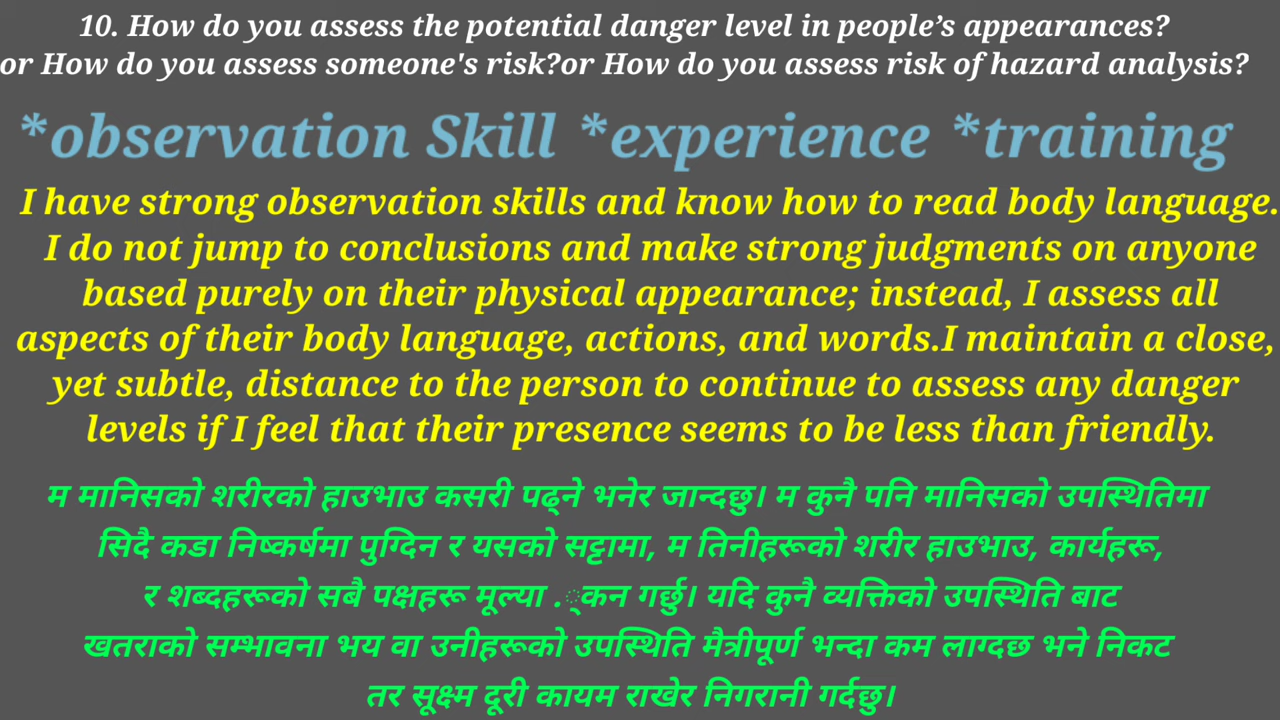 10. How do you assess the potential danger level in people’s appearances?
or How do you assess someone's risk?or How do you assess risk of hazard analysis?
*observation Skill *experience *training
I have strong observation skills and know how to read body language.
I do not jump to conclusions and make strong judgments on anyone
based purely on their physical appearance; instead, I assess all
aspects of their body language, actions, and words.I maintain a close,
yet subtle, distance to the person to continue to assess any danger
levels if I feel that their presence seems to be less than friendly.
म मानिसको शरीरको हाउभाउ कसरी पढ्ने भनेर जान्दछु। म कुनै पनि मानिसको उपस्थितिमा
सिदै कडा निष्कर्षमा पुग्दिन र यसको सट्टामा, म तिनीहरूको शरीर हाउभाउ, कार्यहरू,
र शब्दहरूको सबै पक्षहरू मूल्या .्कन गर्छु। यदि कुनै व्यक्तिको उपस्थिति बाट
खतराको सम्भावना भय वा उनीहरूको उपस्थिति मैत्रीपूर्ण भन्दा कम लाग्दछ भने निकट
तर सूक्ष्म दूरी कायम राखेर निगरानी गर्दछु।